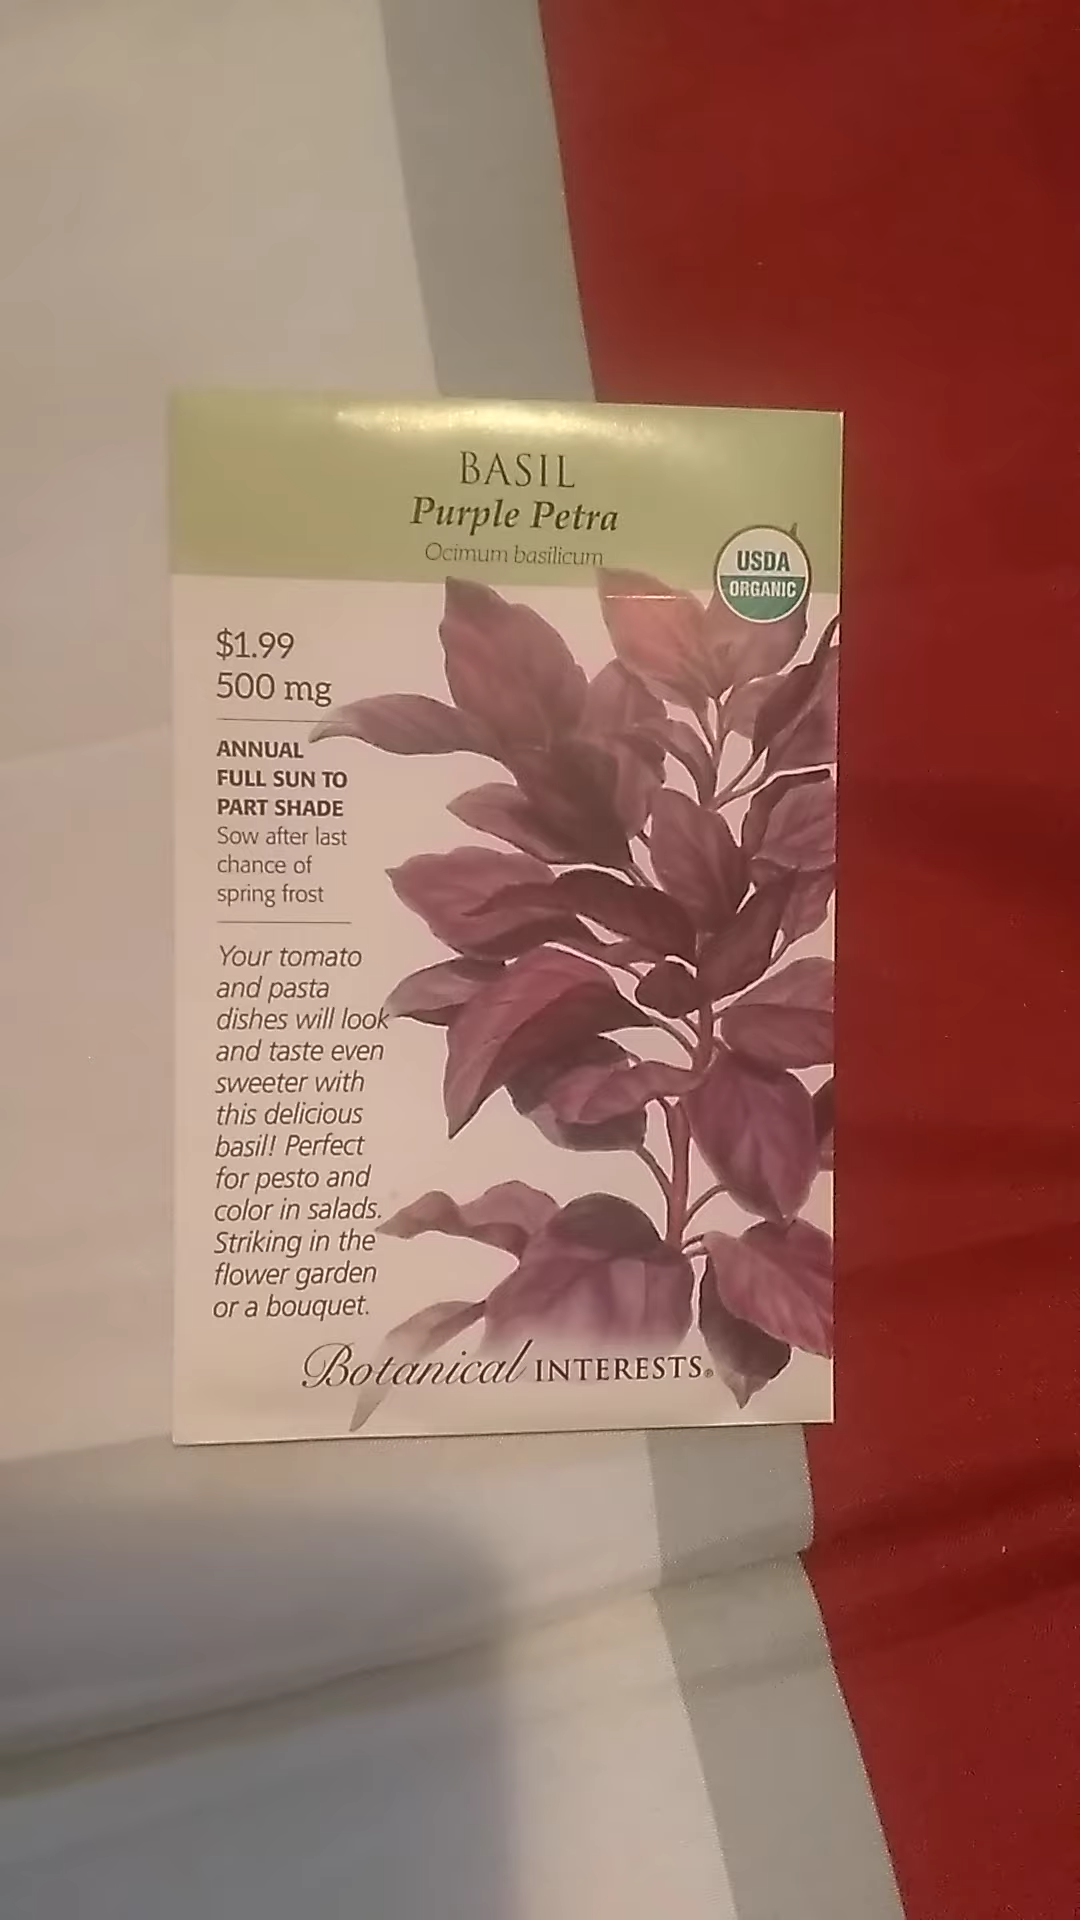 BASIL
Purple Petra
Ocimum basilicum
USDA
ORGANIC
$1.99
500 mg
ANNUAL
FULL SUN TO
PART SHADE
Sow after last
chance of
spring frost
Your tomato
and pasta
dishes will look
and taste even
sweeter with
this delicious
basil! Perfect
for pesto and
color in salads.
Striking in the
flower garden
or a bouquet.
Botanical INTERESTS®